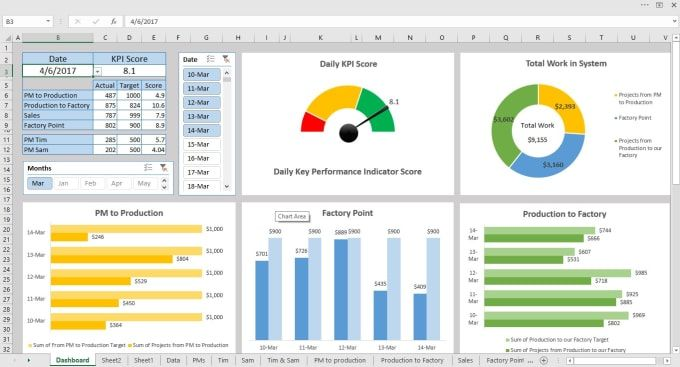 B3
4/6/2017
A B C D E F G H I J K L M N O P Q R S T U V
Date KPI Score
4/6/2017 8.1
Actual Target Score
PM to Production 487 1000 4.9
Production to Factory 875 824 10.6
Sales 787 999 7.9
Factory Point 802 900 8.9
PM Tim 285 500 5.7
PM Sam 202 500 4.04
Months
Mar Jan Feb Apr May
Date
10-Mar
11-Mar
12-Mar
13-Mar
14-Mar
15-Mar
16-Mar
17-Mar
18-Mar
Daily KPI Score
8.1
Daily Key Performance Indicator Score
Total Work in System
$2,393
$3,602
$3,160
Total Work
$9,155
Projects from PM
to Production
Factory Point
Projects from
Production to our
Factory
PM to Production
14-Mar $1,000
$246
13-Mar $1,000
$804
12-Mar $1,000
$529
11-Mar $1,000
$450
10-Mar $1,000
$364
Sum of From PM to Production Target
Sum of Projects from PM to Production
Chart Area
Factory Point
$701 $900
$726 $900
$889 $900
$435 $900
$409 $900
10-Mar 11-Mar 12-Mar 13-Mar 14-Mar
Production to Factory
14-
Mar
$744
$666
13-
Mar
$607
$531
12-
Mar
$985
$718
11-
Mar
$925
$885
10-
Mar
$969
$802
Sum of Production to our Factory Target
Sum of Projects from Production to our Factory
Dashboard Sheet2 Sheet1 Data PMs Tim Sam Tim & Sam PM to production Production to Factory Sales Factory Point ...